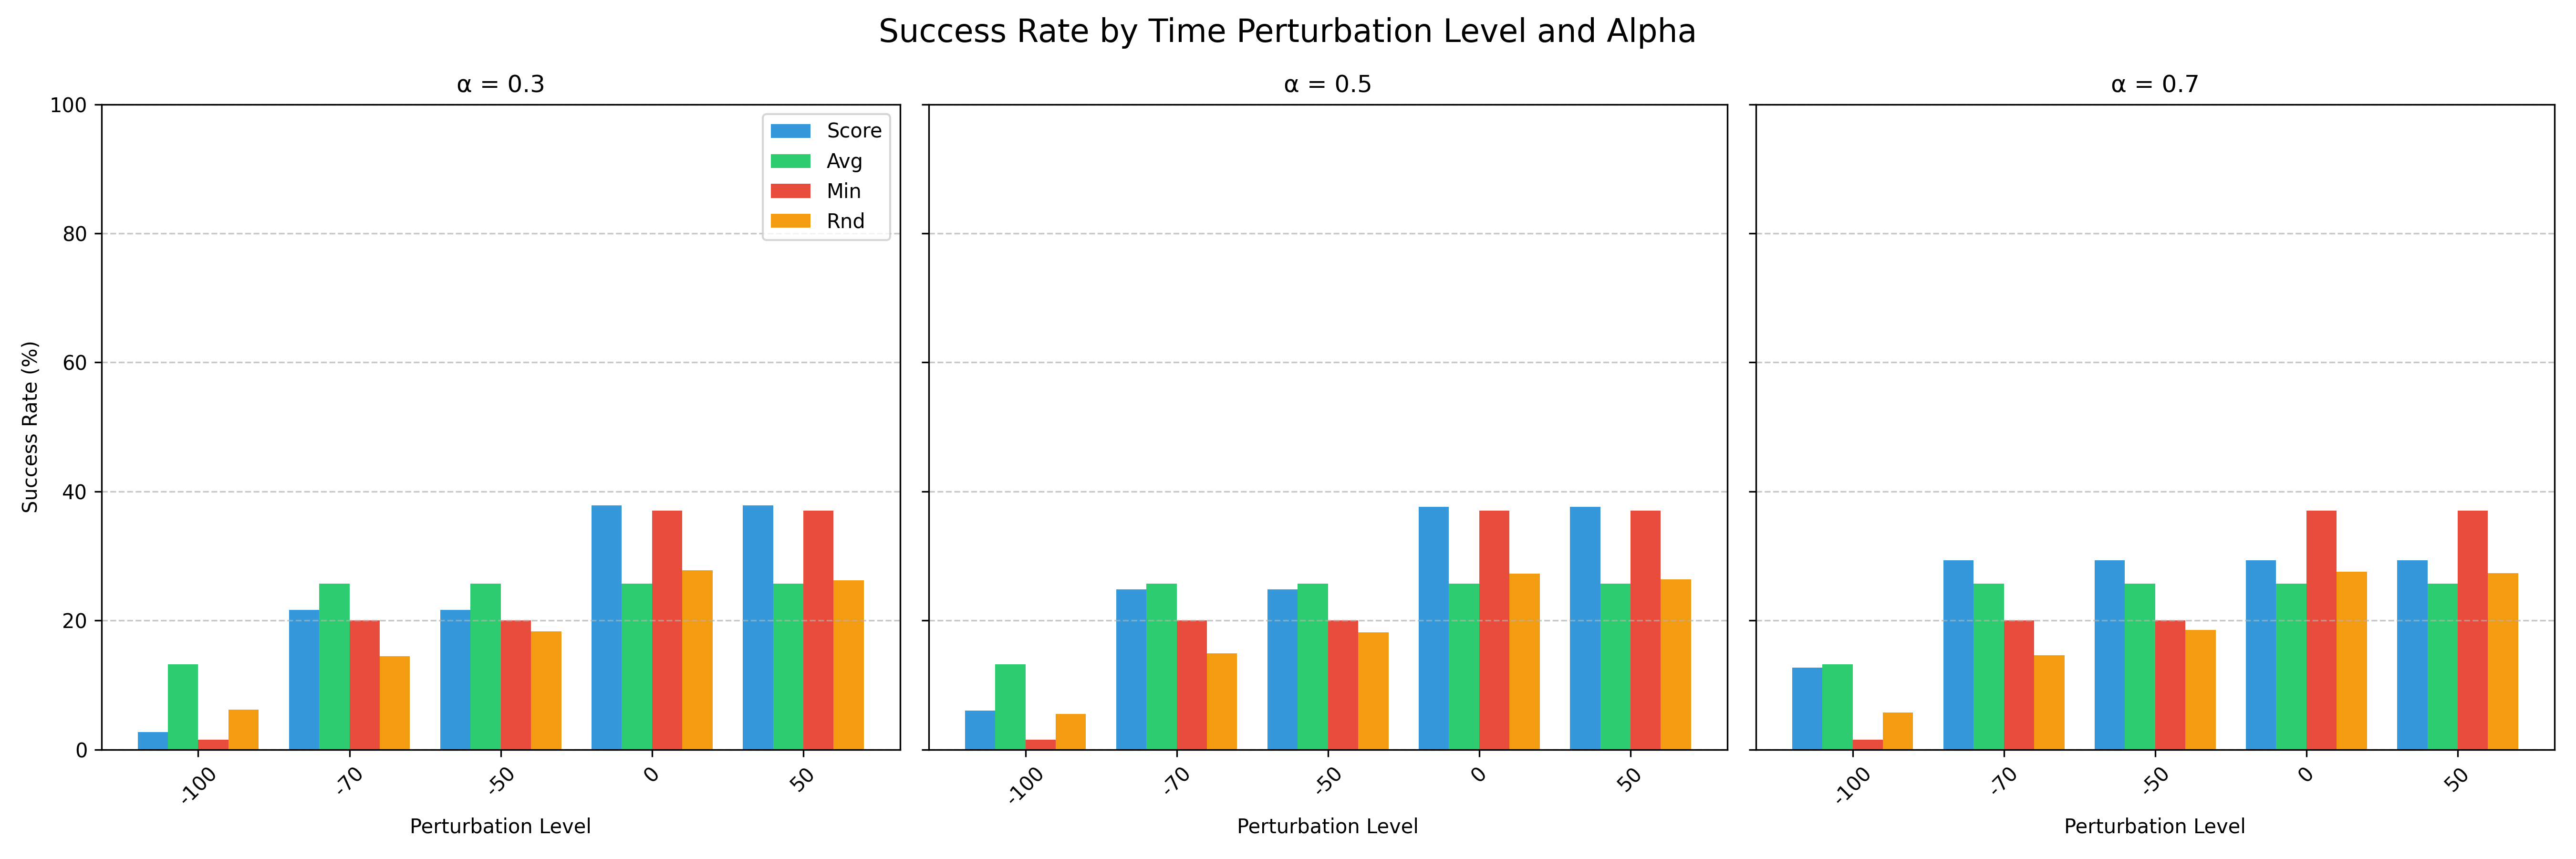 Success Rate by Time Perturbation Level and Alpha
α = 0.3
Success Rate (%)
100
80
60
40
20
0
Score
Avg
Min
Rnd
-100
-70
-50
0
50
Perturbation Level
α = 0.5
-100
-70
-50
0
50
Perturbation Level
α = 0.7
-100
-70
-50
0
50
Perturbation Level